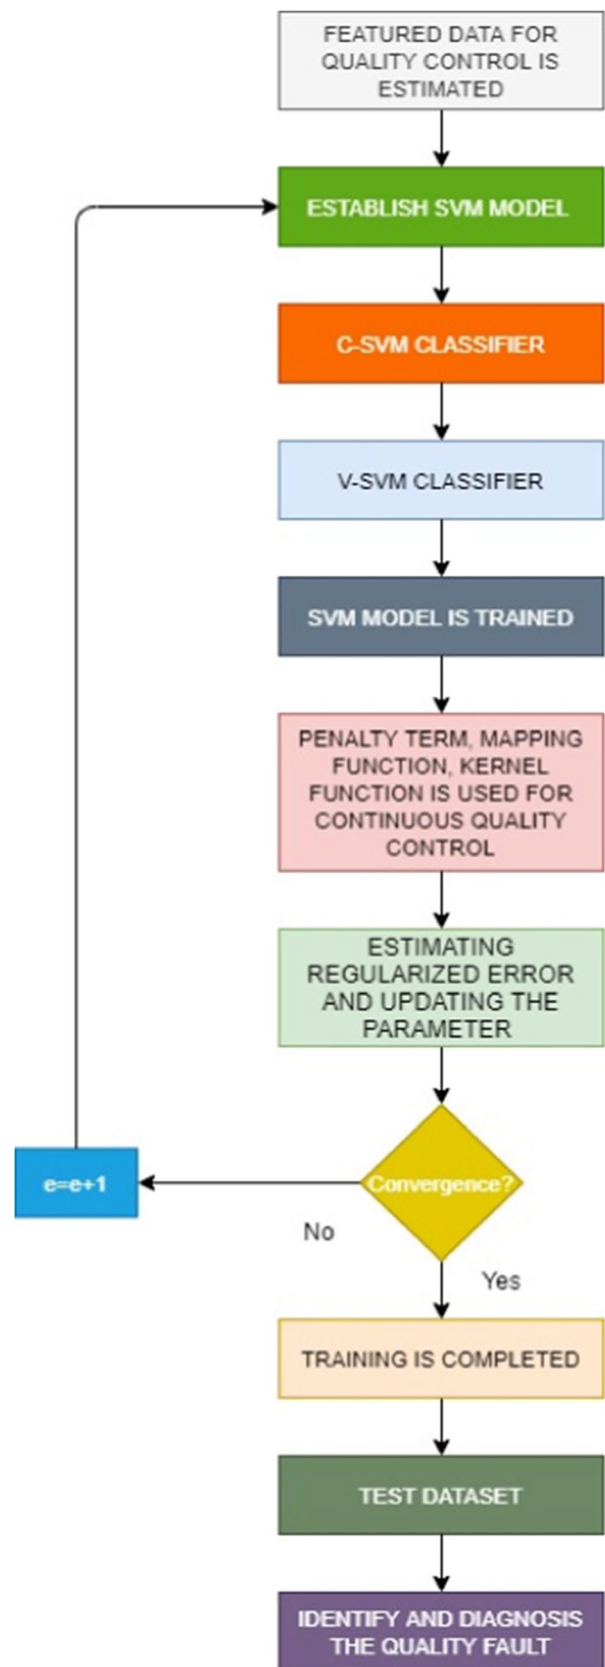 FEATURED DATA FOR
QUALITY CONTROL IS
ESTIMATED
ESTABLISH SVM MODEL
C-SVM CLASSIFIER
V-SVM CLASSIFIER
SVM MODEL IS TRAINED
PENALTY TERM, MAPPING
FUNCTION, KERNEL
FUNCTION IS USED FOR
CONTINUOUS QUALITY
CONTROL
ESTIMATING
REGULARIZED ERROR
AND UPDATING THE
PARAMETER
Convergence?
e=e+1
No
Yes
TRAINING IS COMPLETED
TEST DATASET
IDENTIFY AND DIAGNOSIS
THE QUALITY FAULT